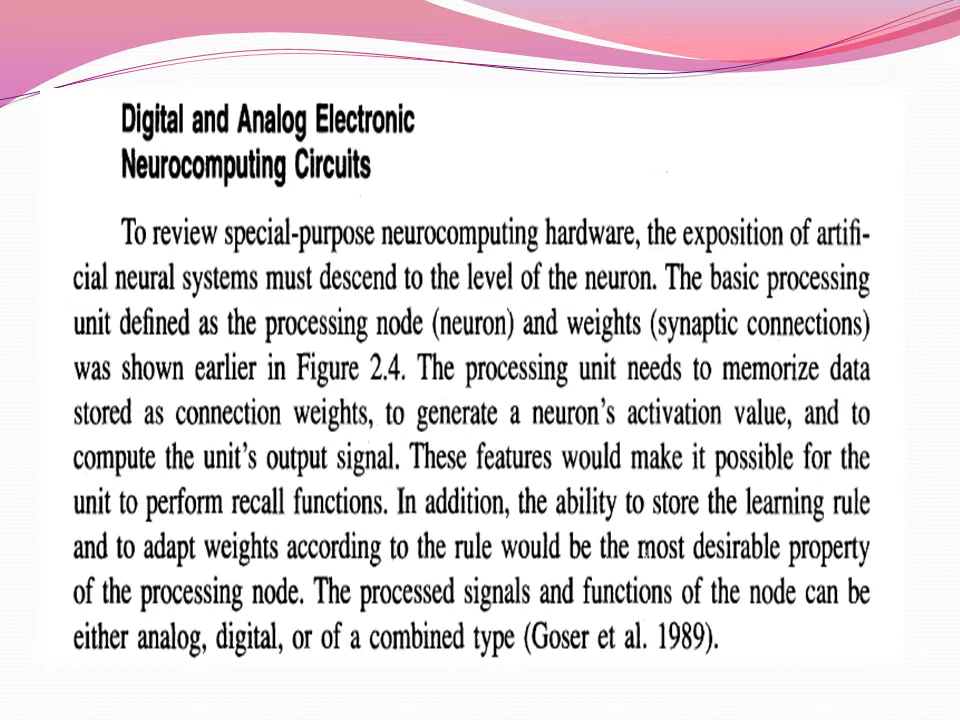 Digital and Analog Electronic
Neurocomputing Circuits
To review special-purpose neurocomputing hardware, the exposition of artifi-
cial neural systems must descend to the level of the neuron. The basic processing
unit defined as the processing node (neuron) and weights (synaptic connections)
was shown earlier in Figure 2.4. The processing unit needs to memorize data
stored as connection weights, to generate a neuron's activation value, and to
compute the unit's output signal. These features would make it possible for the
unit to perform recall functions. In addition, the ability to store the learning rule
and to adapt weights according to the rule would be the most desirable property
of the processing node. The processed signals and functions of the node can be
either analog, digital, or of a combined type (Goser et al. 1989).